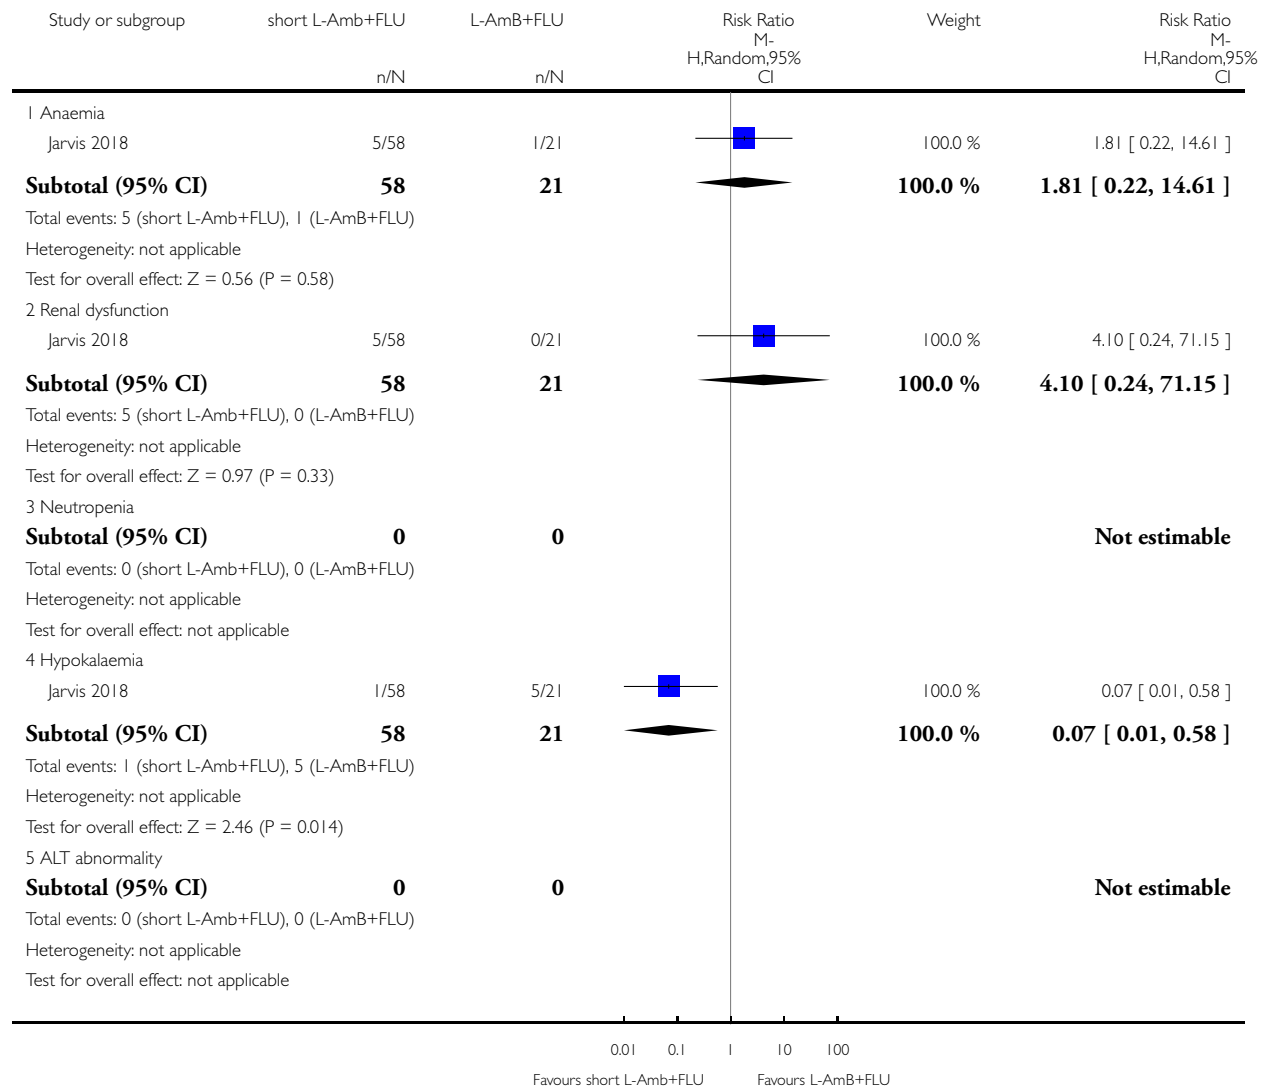 Study or subgroup short L-Amb+FLU L-AmB+FLU Risk Ratio Weight Risk Ratio
M- M-
H,Random,95% H,Random,95%
n/N n/N CI CI
1 Anaemia
Jarvis 2018 5/58 1/21 100.0 % 1.81 [ 0.22, 14.61 ]
Subtotal (95% CI) 58 21 100.0 % 1.81 [ 0.22, 14.61 ]
Total events: 5 (short L-Amb+FLU), 1 (L-AmB+FLU)
Heterogeneity: not applicable
Test for overall effect: Z = 0.56 (P = 0.58)
2 Renal dysfunction
Jarvis 2018 5/58 0/21 100.0 % 4.10 [ 0.24, 71.15 ]
Subtotal (95% CI) 58 21 100.0 % 4.10 [ 0.24, 71.15 ]
Total events: 5 (short L-Amb+FLU), 0 (L-AmB+FLU)
Heterogeneity: not applicable
Test for overall effect: Z = 0.97 (P = 0.33)
3 Neutropenia
Subtotal (95% CI) 0 0 Not estimable
Total events: 0 (short L-Amb+FLU), 0 (L-AmB+FLU)
Heterogeneity: not applicable
Test for overall effect: not applicable
4 Hypokalaemia
Jarvis 2018 1/58 5/21 100.0 % 0.07 [ 0.01, 0.58 ]
Subtotal (95% CI) 58 21 100.0 % 0.07 [ 0.01, 0.58 ]
Total events: 1 (short L-Amb+FLU), 5 (L-AmB+FLU)
Heterogeneity: not applicable
Test for overall effect: Z = 2.46 (P = 0.014)
5 ALT abnormality
Subtotal (95% CI) 0 0 Not estimable
Total events: 0 (short L-Amb+FLU), 0 (L-AmB+FLU)
Heterogeneity: not applicable
Test for overall effect: not applicable
0.01 0.1 1 10 100
Favours short L-Amb+FLU Favours L-AmB+FLU